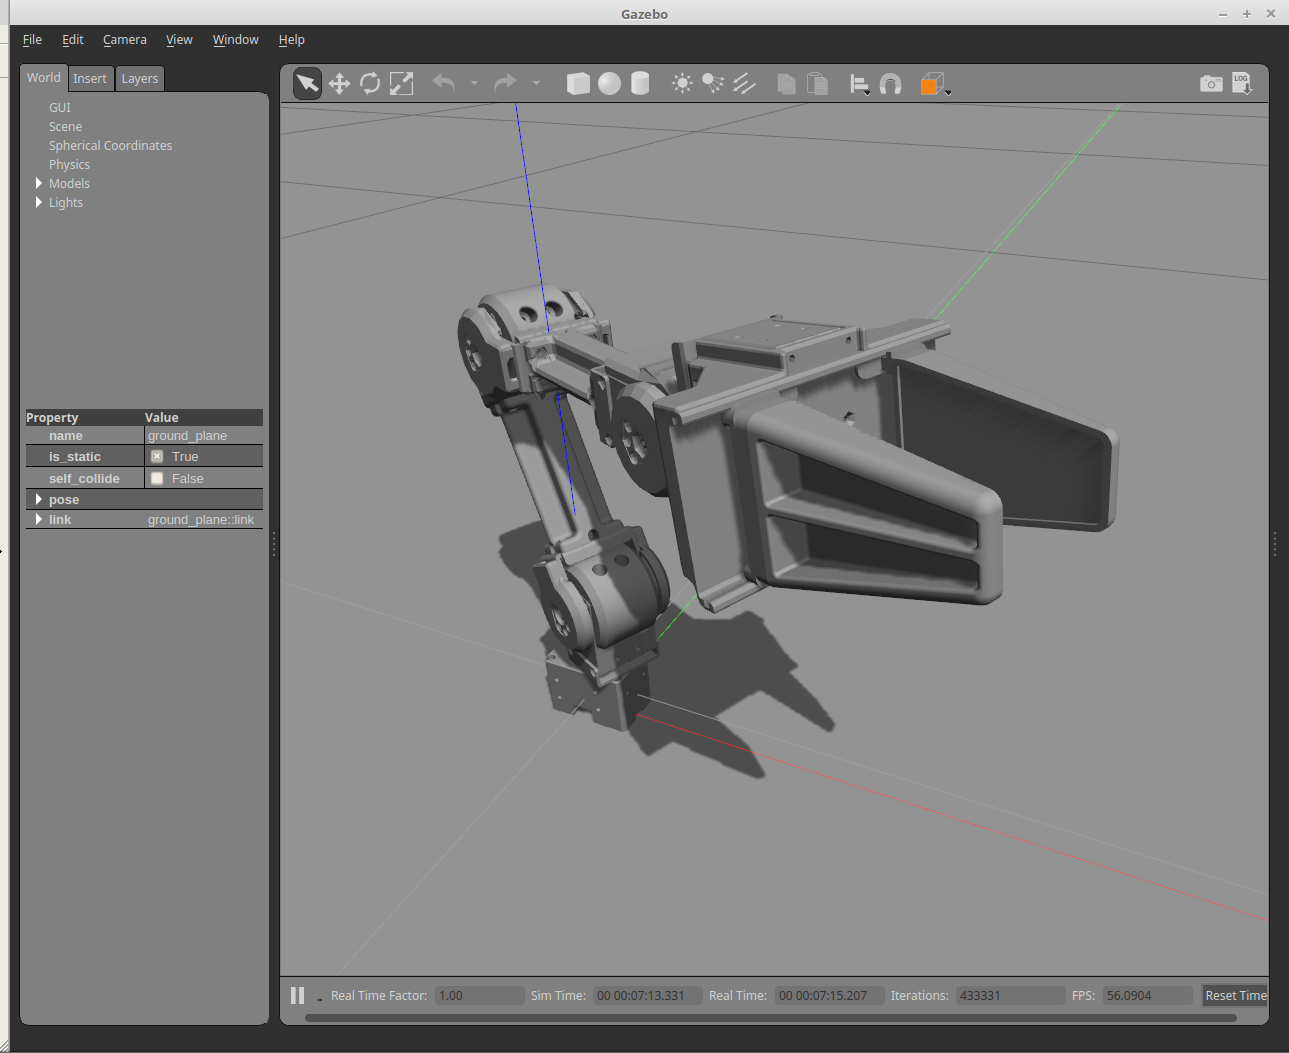 Gazebo
File Edit Camera View Window Help
World Insert Layers
GUI
Scene
Spherical Coordinates
Physics
Models
Lights
LOG
Property Value
name ground_plane
is_static True
self_collide False
pose
link ground_plane::link
Real Time Factor: 1.00 Sim Time: 00 00:07:13.331 Real Time: 00 00:07:15.207 Iterations: 433331 FPS: 56.0904 Reset Time